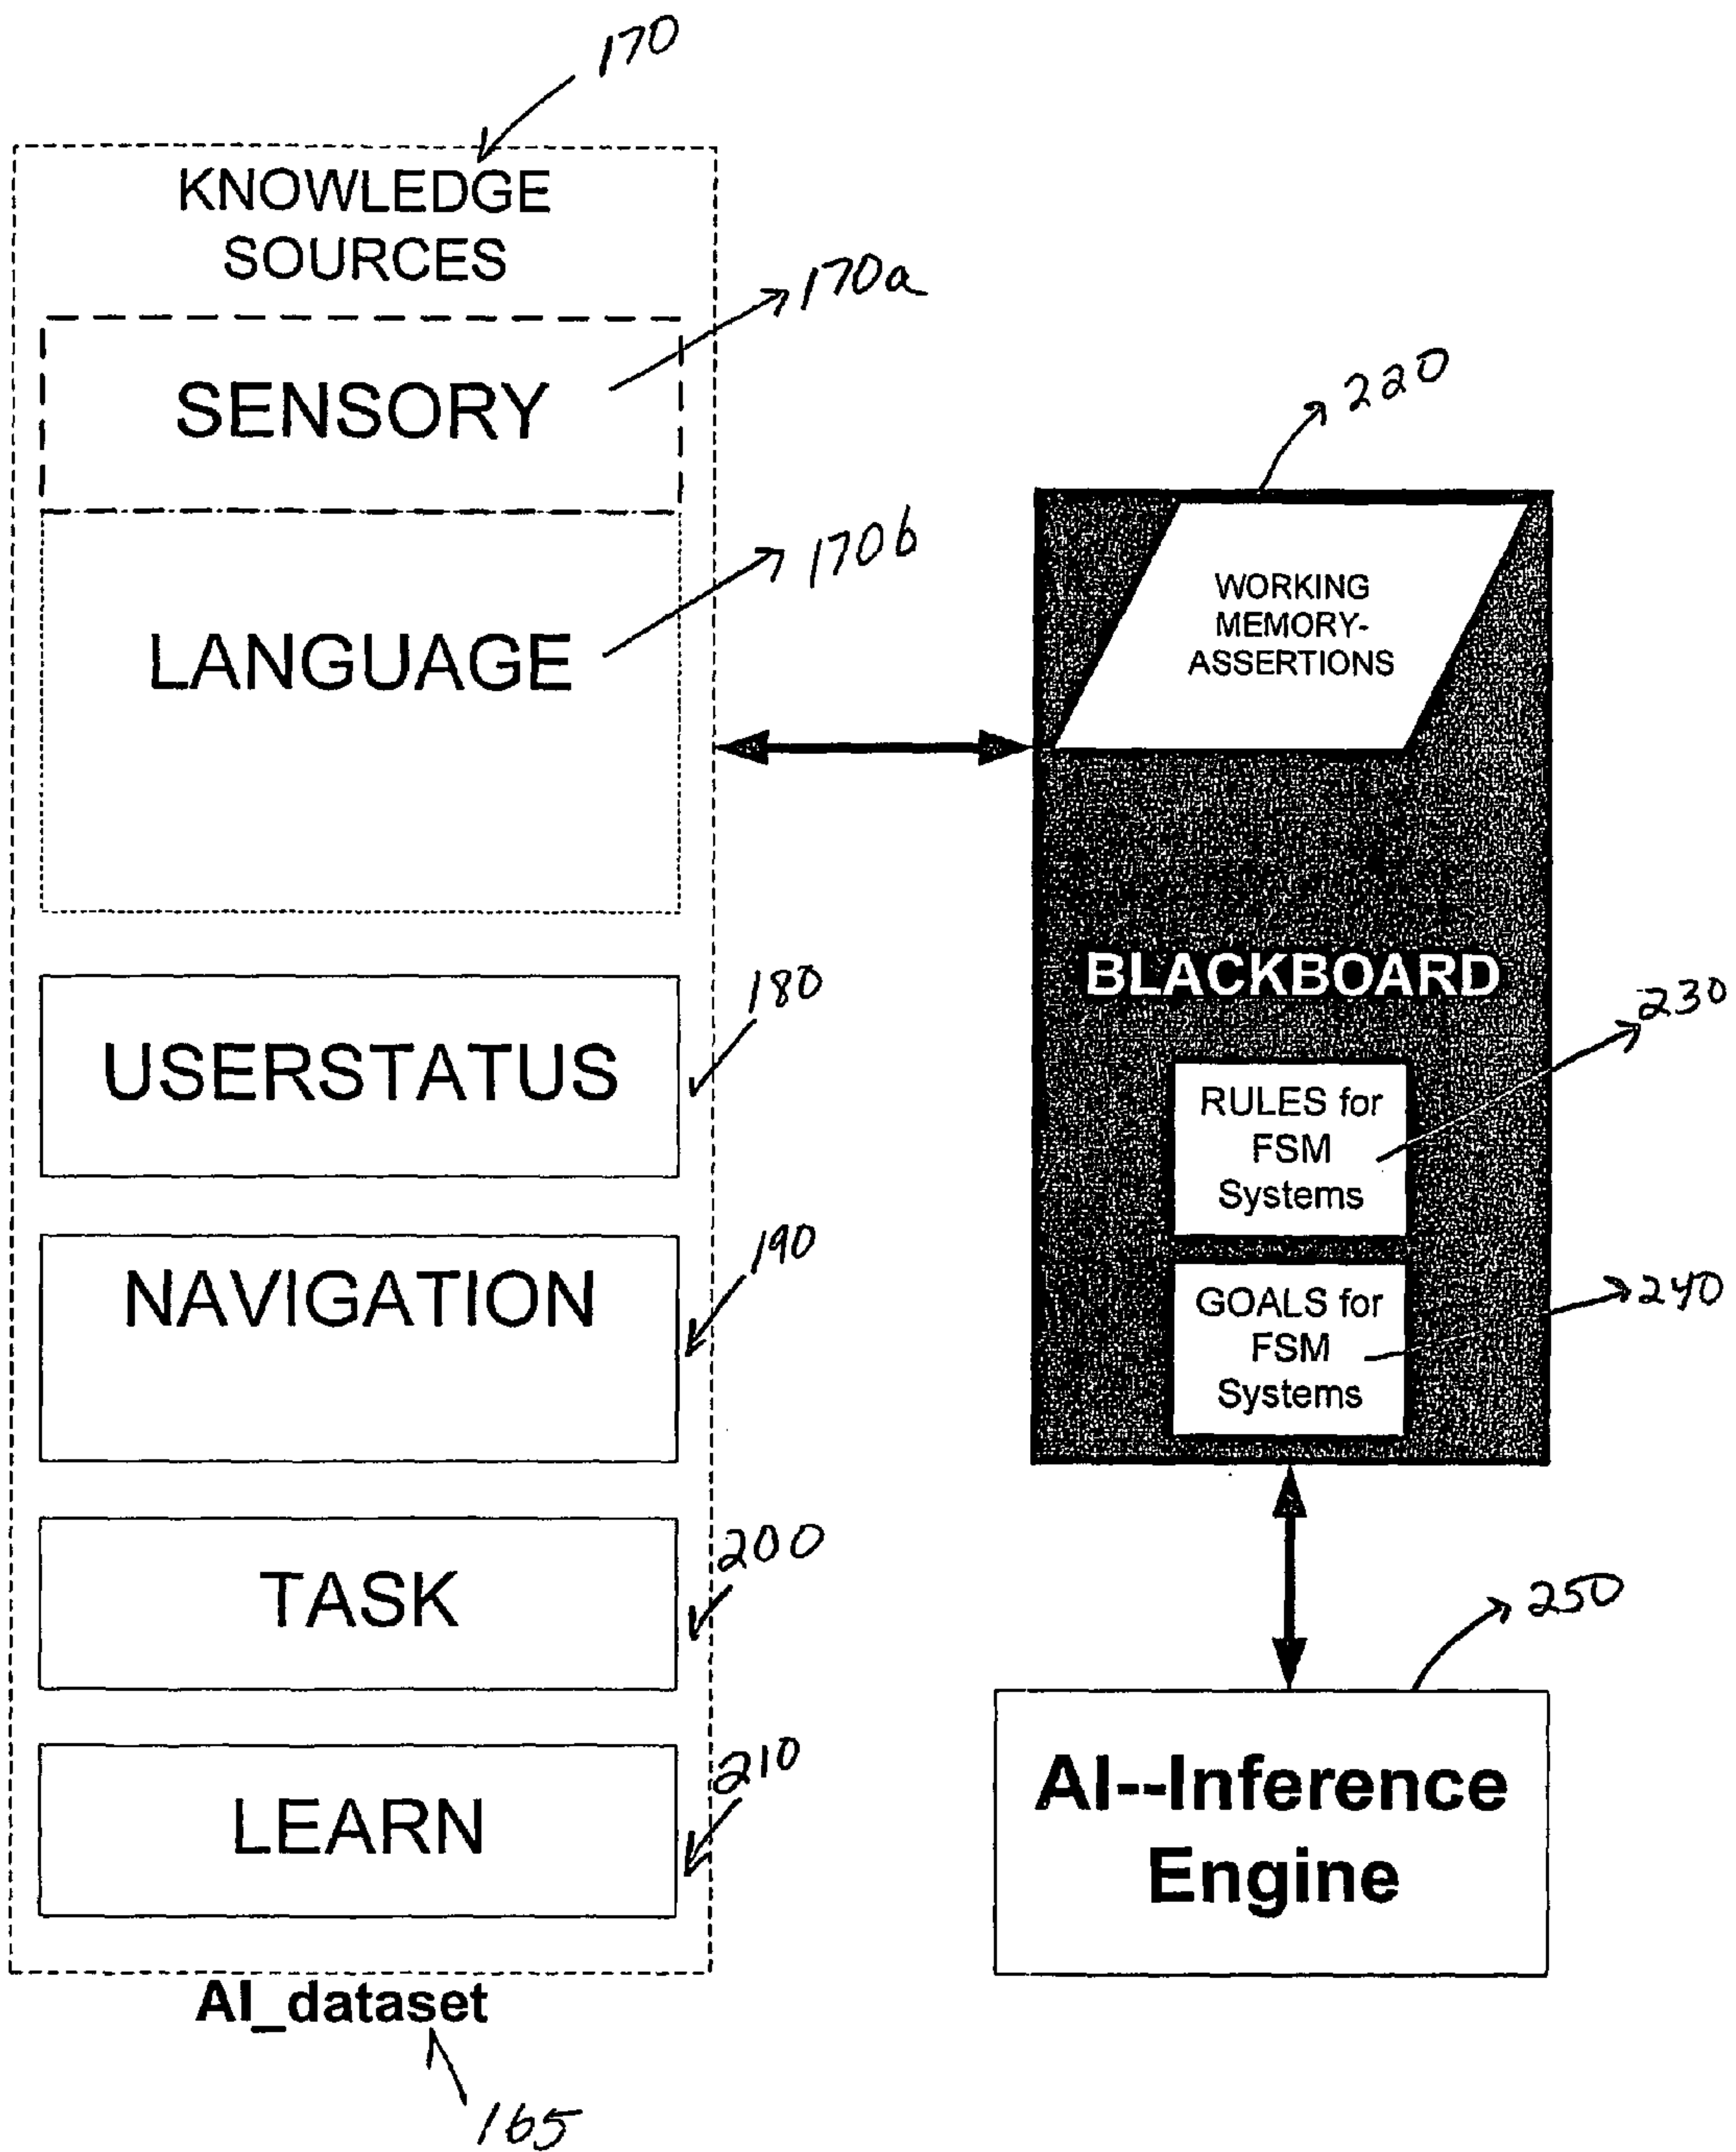 170
KNOWLEDGE
SOURCES
SENSORY
170a
LANGUAGE
170b
USERSTATUS
180
NAVIGATION
190
TASK
200
LEARN
210
AI_dataset
165
220
WORKING
MEMORY-
ASSERTIONS
BLACKBOARD
230
RULES for
FSM
Systems
240
GOALS for
FSM
Systems
250
AI--Inference
Engine